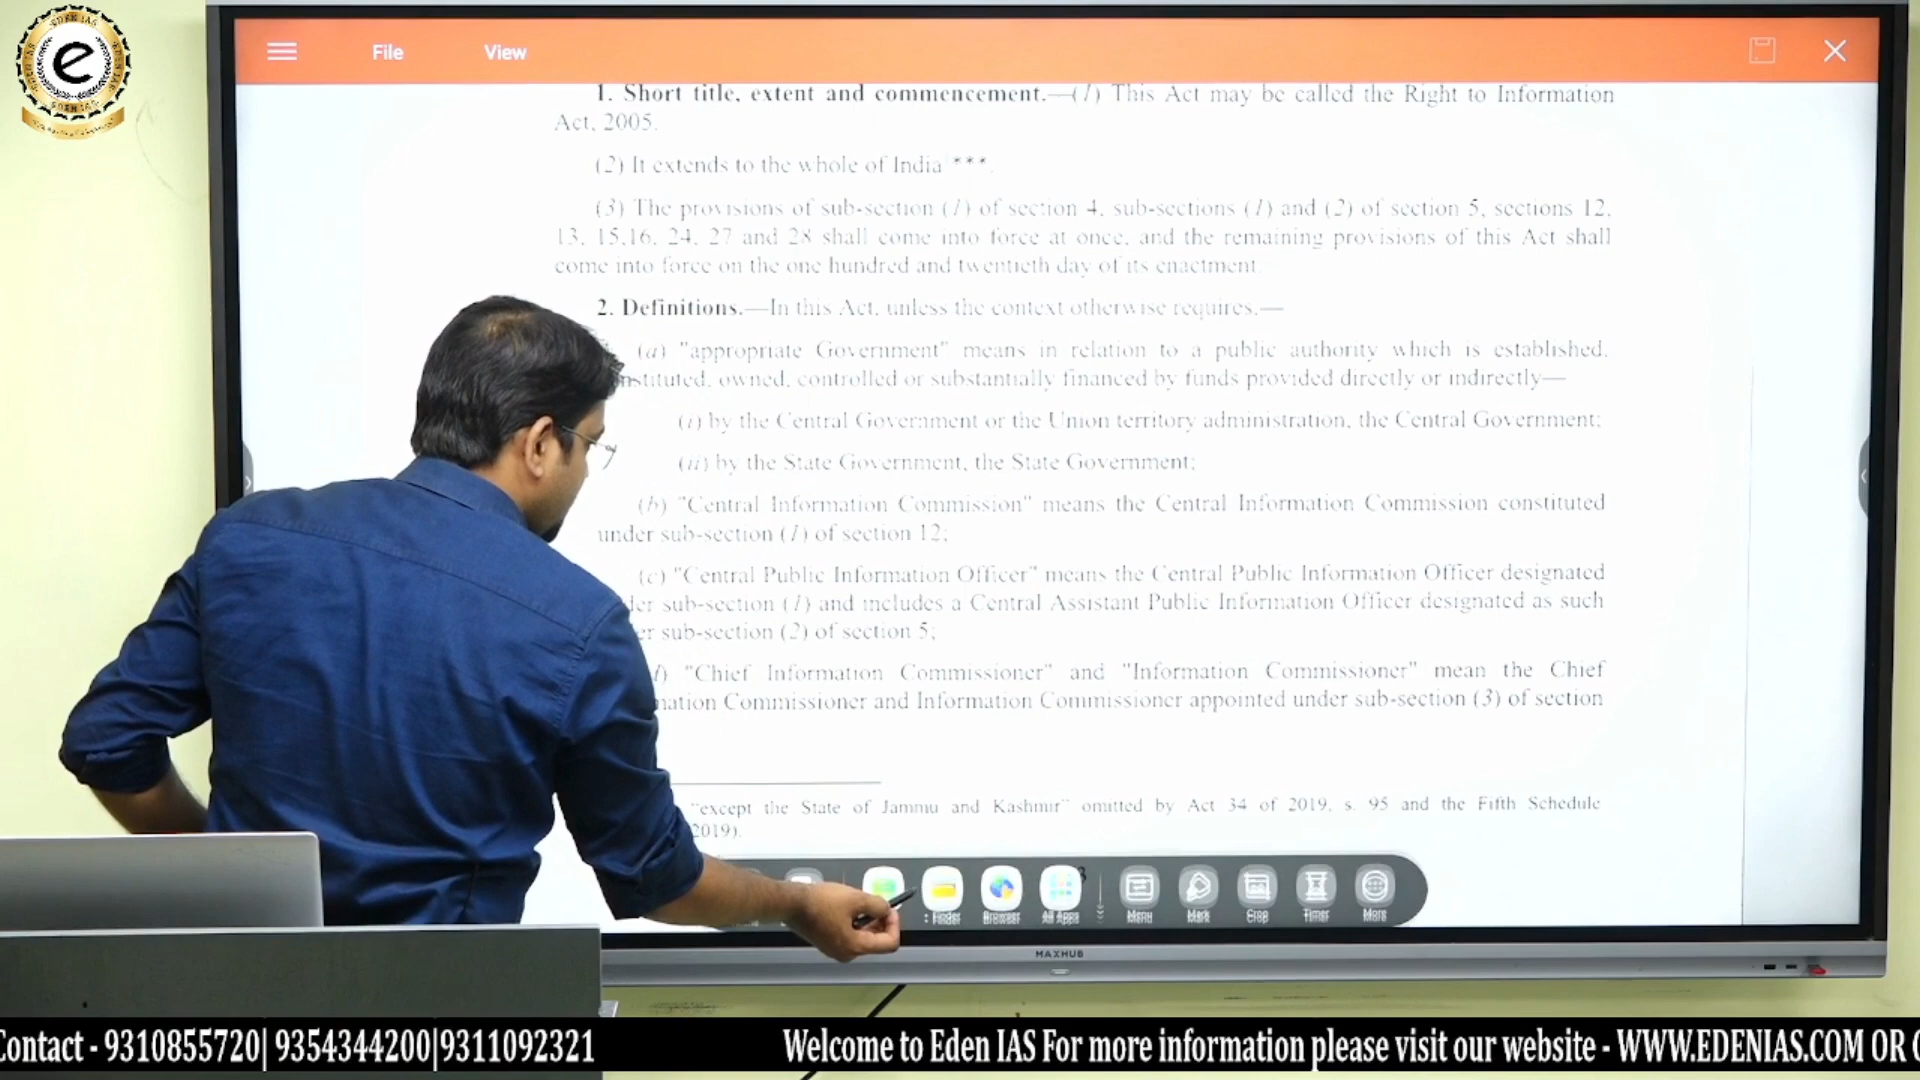 EDEN IAS
e
EDEN IAS
File View
1. Short title, extent and commencement.—(1) This Act may be called the Right to Information
Act, 2005.
(2) It extends to the whole of India ***.
(3) The provisions of sub-section (1) of section 4, sub-sections (1) and (2) of section 5, sections 12,
13, 15,16, 24, 27 and 28 shall come into force at once, and the remaining provisions of this Act shall
come into force on the one hundred and twentieth day of its enactment.
2. Definitions.—In this Act, unless the context otherwise requires,—
(a) "appropriate Government" means in relation to a public authority which is established,
nstituted, owned, controlled or substantially financed by funds provided directly or indirectly—
(i) by the Central Government or the Union territory administration, the Central Government;
(ii) by the State Government, the State Government;
(b) "Central Information Commission" means the Central Information Commission constituted
under sub-section (1) of section 12;
(c) "Central Public Information Officer" means the Central Public Information Officer designated
der sub-section (1) and includes a Central Assistant Public Information Officer designated as such
er sub-section (2) of section 5;
) "Chief Information Commissioner" and "Information Commissioner" mean the Chief
mation Commissioner and Information Commissioner appointed under sub-section (3) of section
"except the State of Jammu and Kashmir" omitted by Act 34 of 2019, s. 95 and the Fifth Schedule
2019).
Finder Browser All Apps Menu Mark Crop Timer More
MAXHUB
Contact - 9310855720| 9354344200|9311092321 Welcome to Eden IAS For more information please visit our website - WWW.EDENIAS.COM OR